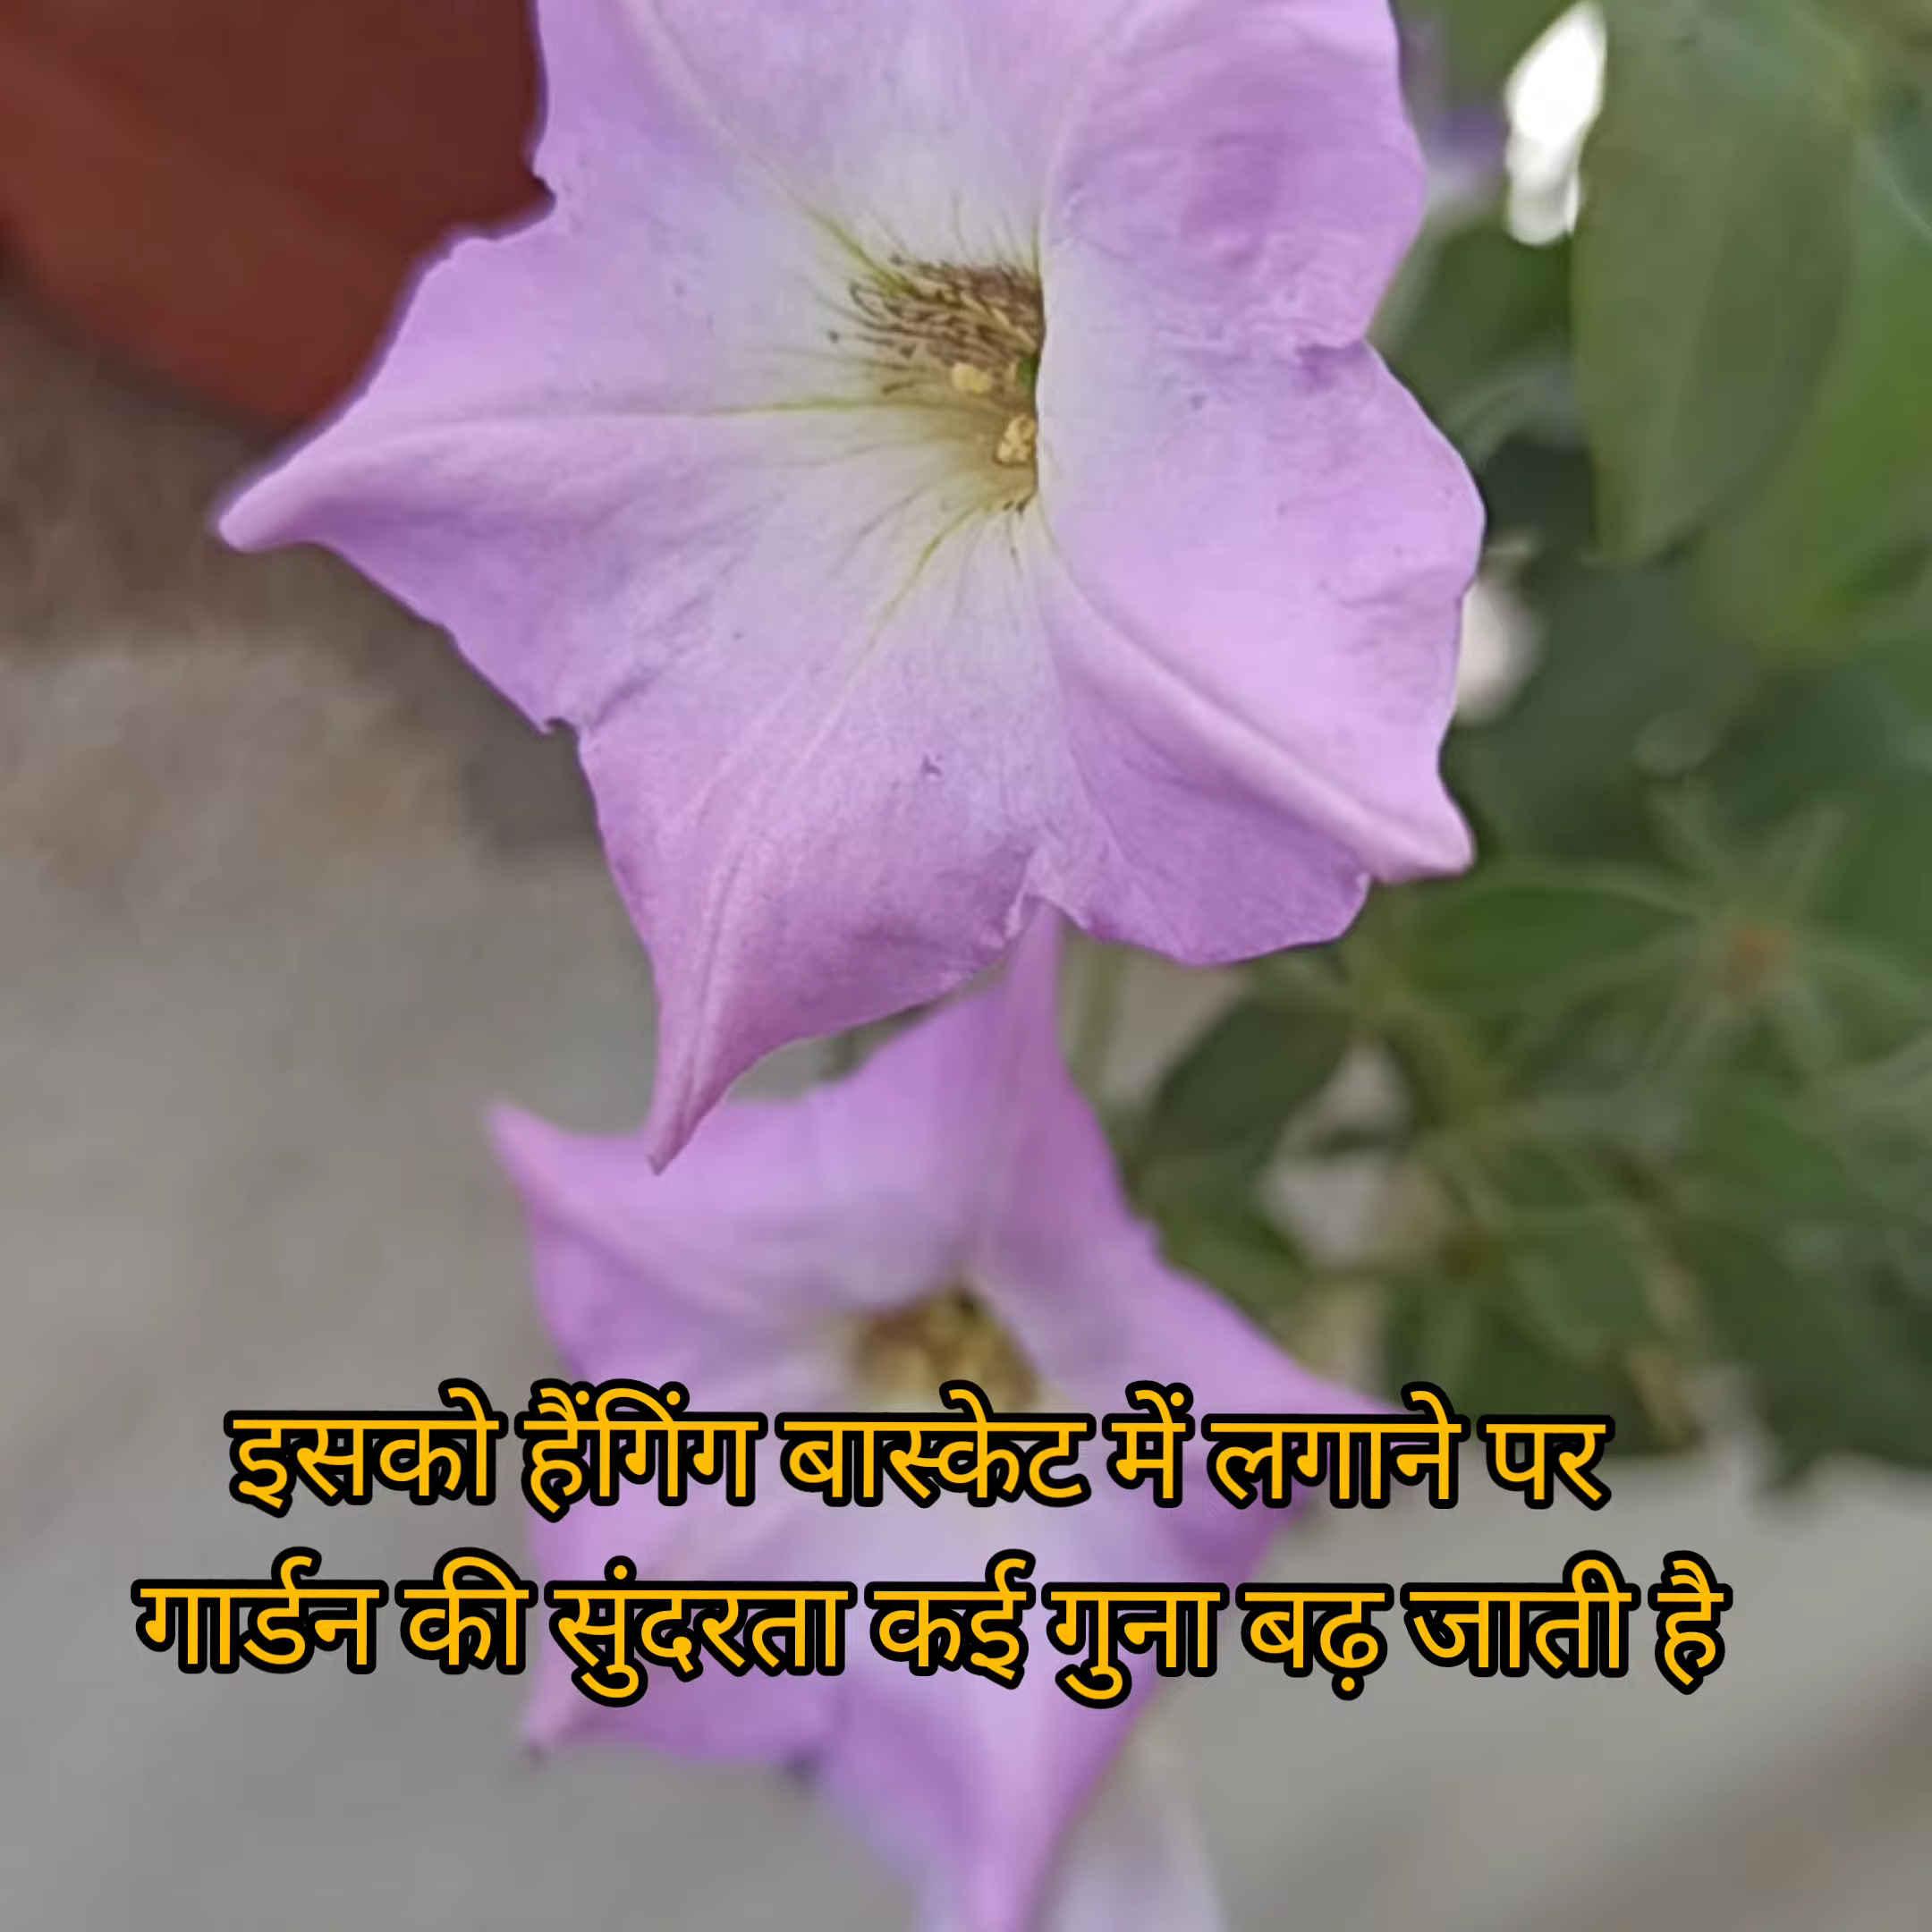 इसको हैंगिंग बास्केट में लगाने पर
गार्डन की सुंदरता कई गुना बढ़ जाती है